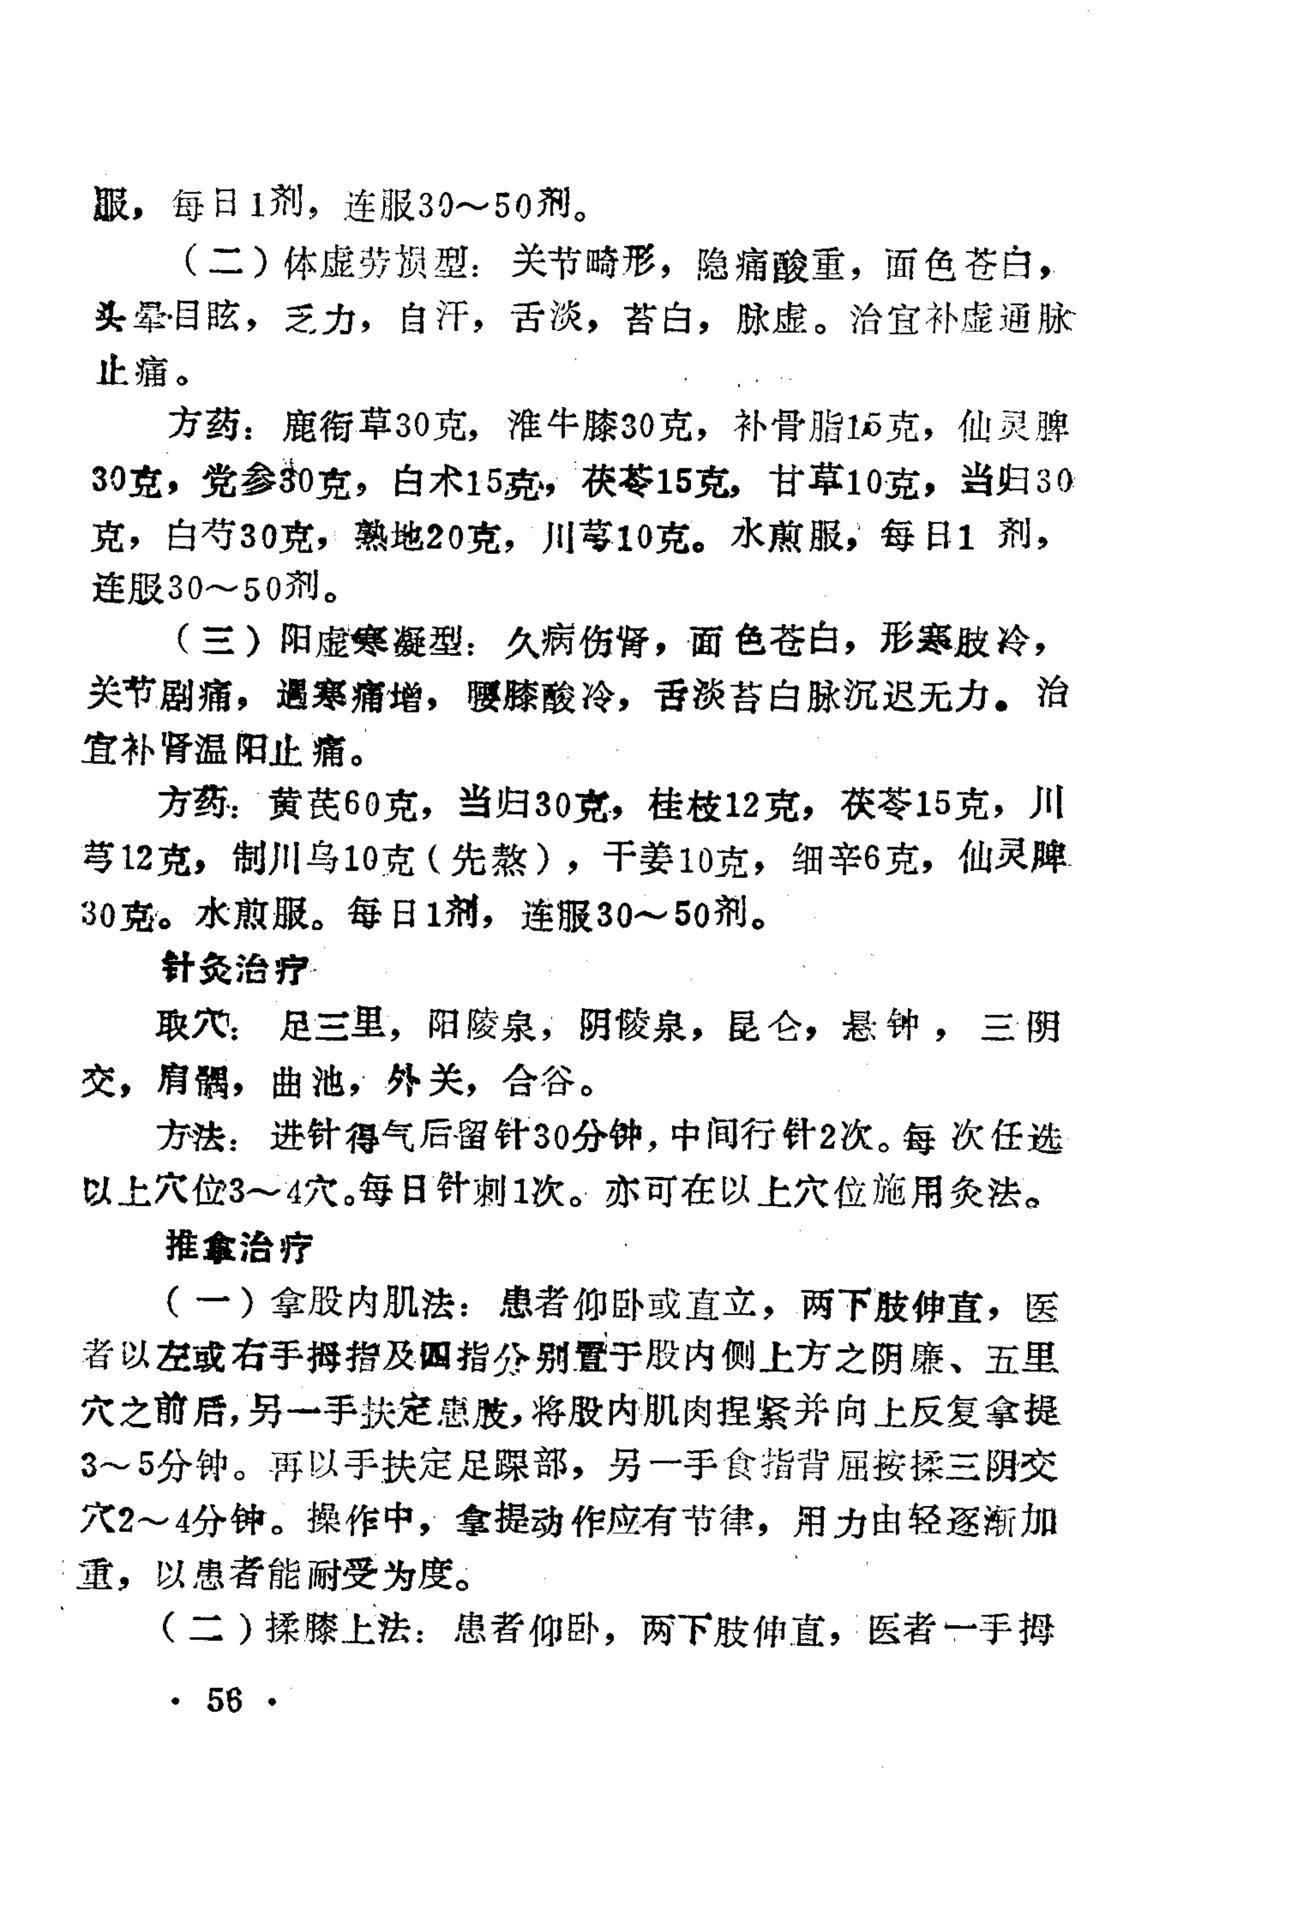 服，每日1剂，连服30～50剂。
（二）体虚劳损型：关节畸形，隐痛酸重，面色苍白，
头晕目眩，乏力，自汗，舌淡，苔白，脉虚。治宜补虚通脉
止痛。
方药：鹿衔草30克，淮牛膝30克，补骨脂15克，仙灵脾
30克，党参30克，白术15克，茯苓15克，甘草10克，当归30
克，白芍30克，熟地20克，川芎10克。水煎服，每日1 剂，
连服30～50剂。
（三）阳虚寒凝型：久病伤肾，面色苍白，形寒肢冷，
关节剧痛，遇寒痛增，腰膝酸冷，舌淡苔白脉沉迟无力。治
宜补肾温阳止痛。
方药：黄芪60克，当归30克，桂枝12克，茯苓15克，川
芎12克，制川乌10克（先熬），干姜10克，细辛6克，仙灵脾
30克。水煎服。每日1剂，连服30～50剂。
针灸治疗
取穴：足三里，阳陵泉，阴陵泉，昆仑，悬钟，三阴
交，肩髃，曲池，外关，合谷。
方法：进针得气后留针30分钟，中间行针2次。每次任选
以上穴位3～4穴。每日针刺1次。亦可在以上穴位施用灸法。
推拿治疗
（一）拿股内肌法：患者仰卧或直立，两下肢伸直，医
者以左或右手拇指及四指分别置于股内侧上方之阴廉、五里
穴之前后，另一手扶定患肢，将股内肌肉捏紧并向上反复拿提
3～5分钟。再以手扶定足踝部，另一手食指背屈按揉三阴交
穴2～4分钟。操作中，拿提动作应有节律，用力由轻逐渐加
重，以患者能耐受为度。
（二）揉膝上法：患者仰卧，两下肢伸直，医者一手拇
· 56 ·